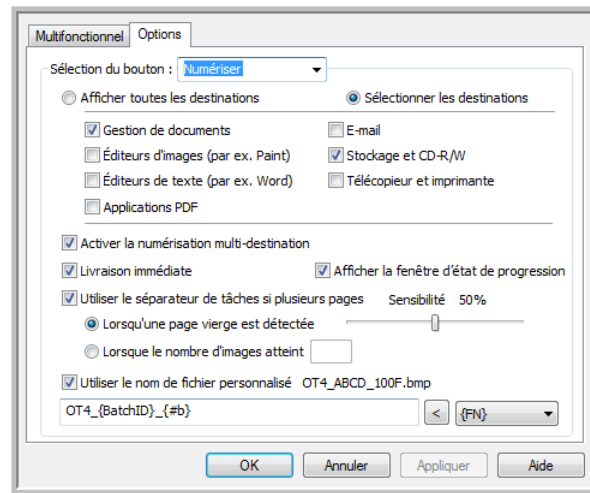 Multifonctionnel Options
Sélection du bouton : Numériser
Afficher toutes les destinations Sélectionner les destinations
Gestion de documents E-mail
Éditeurs d'images (par ex. Paint) Stockage et CD-R/W
Éditeurs de texte (par ex. Word) Télécopieur et imprimante
Applications PDF
Activer la numérisation multi-destination
Livraison immédiate Afficher la fenêtre d'état de progression
Utiliser le séparateur de tâches si plusieurs pages Sensibilité 50%
Lorsqu'une page vierge est détectée
Lorsque le nombre d'images atteint
Utiliser le nom de fichier personnalisé OT4_ABCD_100F.bmp
OT4_{BatchID}_{#b} < {FN}
OK Annuler Appliquer Aide